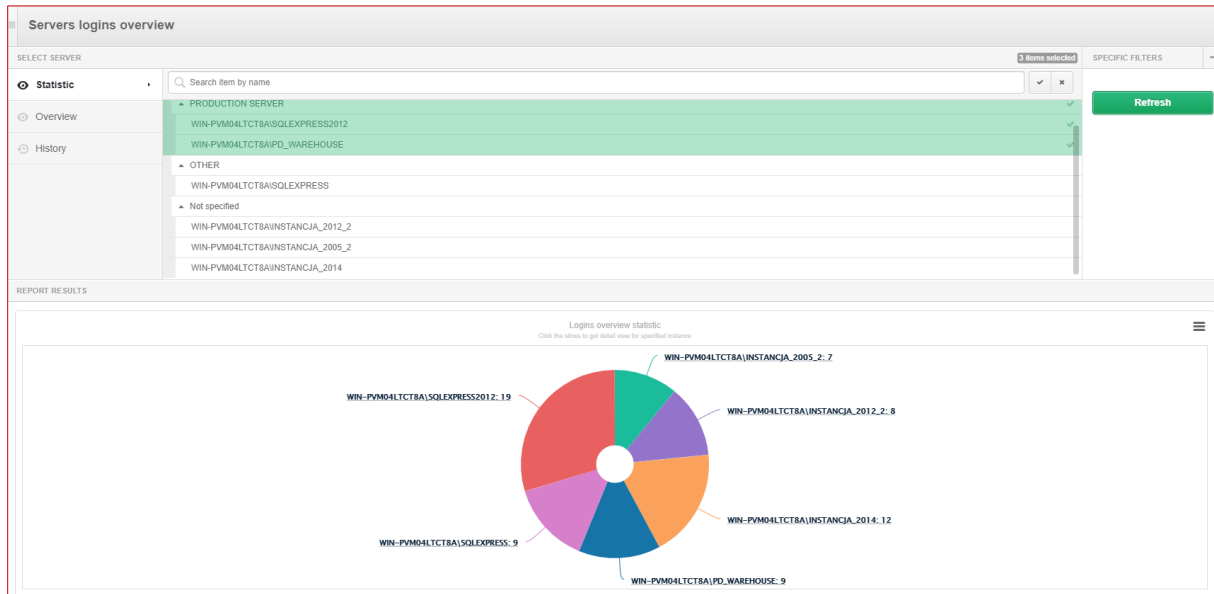 Servers logins overview
SELECT SERVER
3 items selected
SPECIFIC FILTERS
Statistic
Search item by name
Refresh
PRODUCTION SERVER
Overview
WIN-PVM04LTCT8A\SQLEXPRESS2012
WIN-PVM04LTCT8A\PD_WAREHOUSE
History
OTHER
WIN-PVM04LTCT8A\SQLEXPRESS
Not specified
WIN-PVM04LTCT8A\INSTANCJA_2012_2
WIN-PVM04LTCT8A\INSTANCJA_2005_2
WIN-PVM04LTCT8A\INSTANCJA_2014
REPORT RESULTS
Logins overview statistic
Click the slices to get detail view for specified instance
WIN-PVM04LTCT8A\INSTANCJA_2005_2: 7
WIN-PVM04LTCT8A\SQLEXPRESS2012: 19
WIN-PVM04LTCT8A\INSTANCJA_2012_2: 8
WIN-PVM04LTCT8A\INSTANCJA_2014: 12
WIN-PVM04LTCT8A\SQLEXPRESS: 9
WIN-PVM04LTCT8A\PD_WAREHOUSE: 9